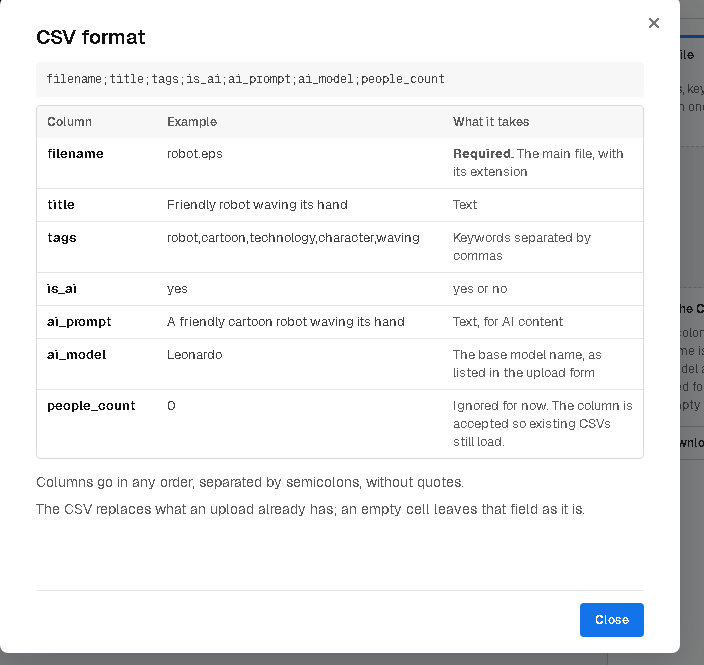 CSV format
filename;title;tags;is_ai;ai_prompt;ai_model;people_count
Column Example What it takes
filename robot.eps Required. The main file, with
its extension
title Friendly robot waving its hand Text
tags robot,cartoon,technology,character,waving Keywords separated by
commas
is_ai yes yes or no
ai_prompt A friendly cartoon robot waving its hand Text, for AI content
ai_model Leonardo The base model name, as
listed in the upload form
people_count 0 Ignored for now. The column is
accepted so existing CSVs
still load.
Columns go in any order, separated by semicolons, without quotes.
The CSV replaces what an upload already has; an empty cell leaves that field as it is.
Close